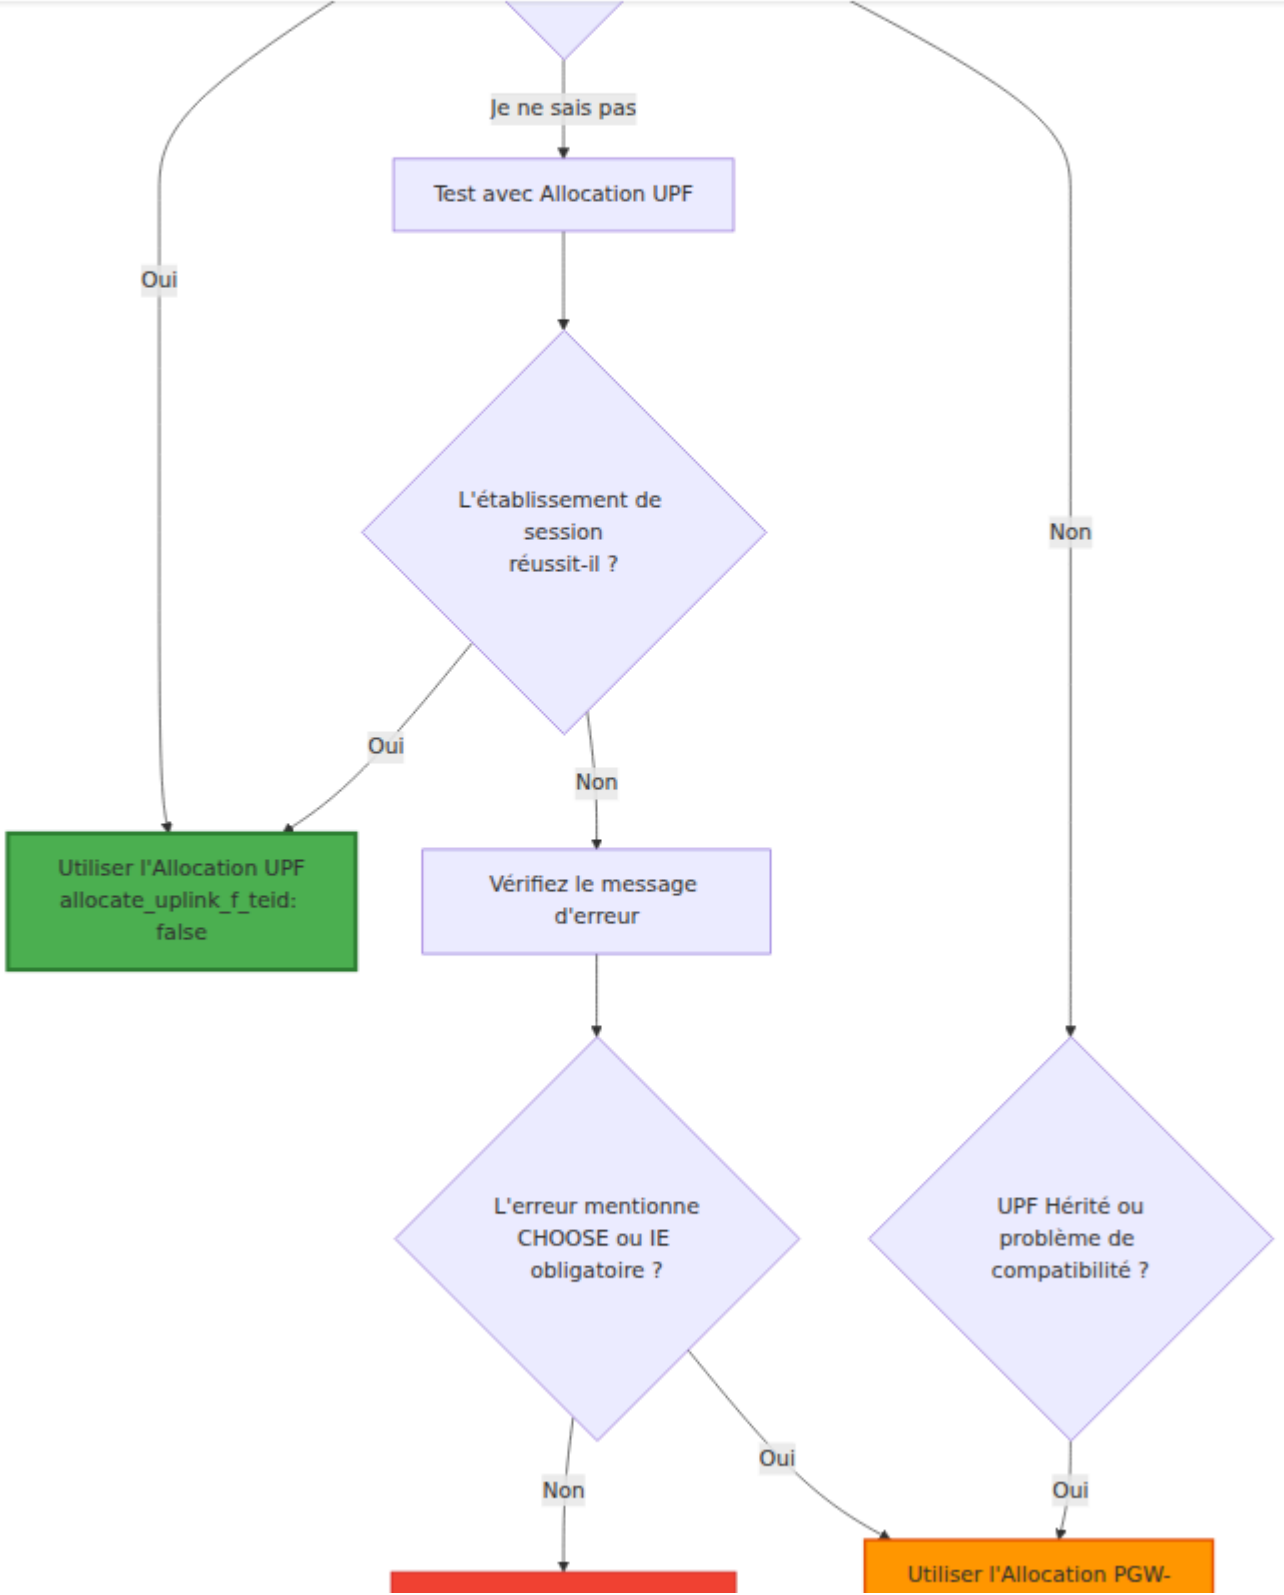 Je ne sais pas
Test avec Allocation UPF
Oui
L'établissement de
session
réussit-il ?
Non
Oui
Non
Utiliser l'Allocation UPF
allocate_uplink_f_teid:
false
Vérifiez le message
d'erreur
L'erreur mentionne
CHOOSE ou IE
obligatoire ?
UPF Hérité ou
problème de
compatibilité ?
Oui
Non
Oui
Utiliser l'Allocation PGW-